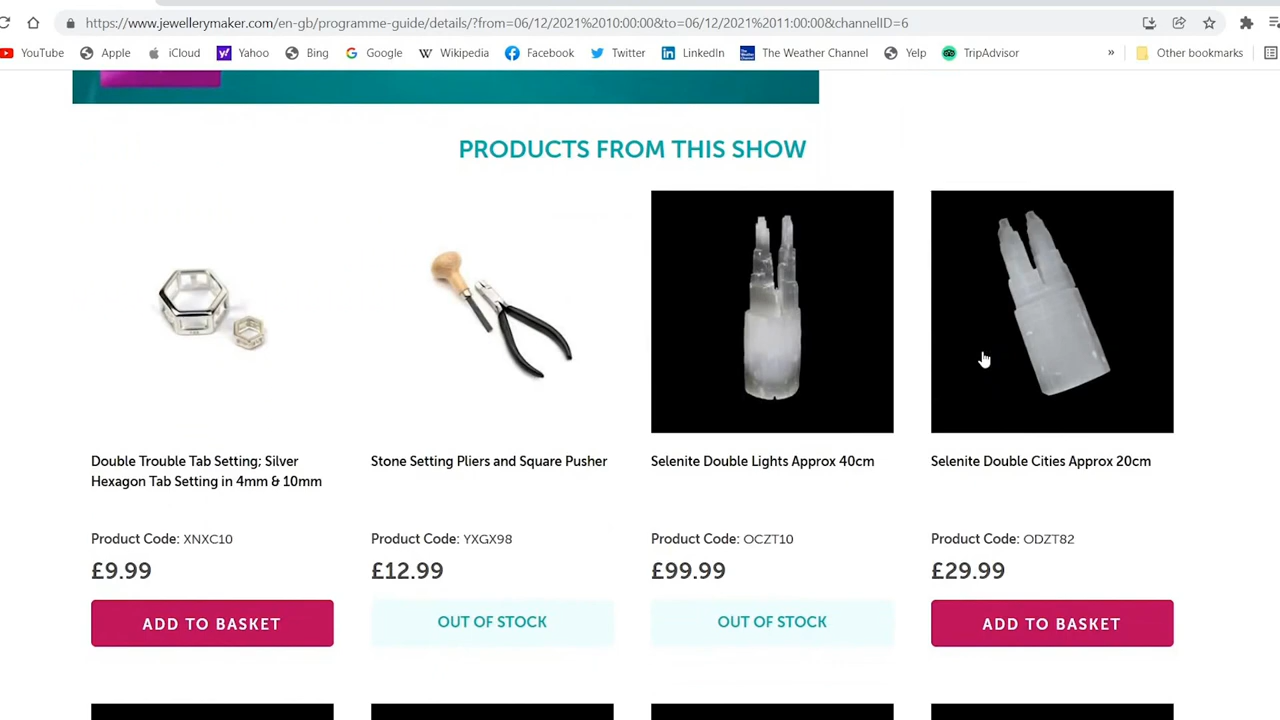 https://www.jewellerymaker.com/en-gb/programme-guide/details/?from=06/12/2021%2010:00:00&to=06/12/2021%2011:00:00&channelID=6
YouTube Apple iCloud Yahoo Bing Google Wikipedia Facebook Twitter LinkedIn The Weather Channel Yelp TripAdvisor » Other bookmarks
PRODUCTS FROM THIS SHOW
Double Trouble Tab Setting; Silver
Hexagon Tab Setting in 4mm & 10mm
Product Code: XNXC10
£9.99
ADD TO BASKET
Stone Setting Pliers and Square Pusher
Product Code: YXGX98
£12.99
OUT OF STOCK
Selenite Double Lights Approx 40cm
Product Code: OCZT10
£99.99
OUT OF STOCK
Selenite Double Cities Approx 20cm
Product Code: ODZT82
£29.99
ADD TO BASKET